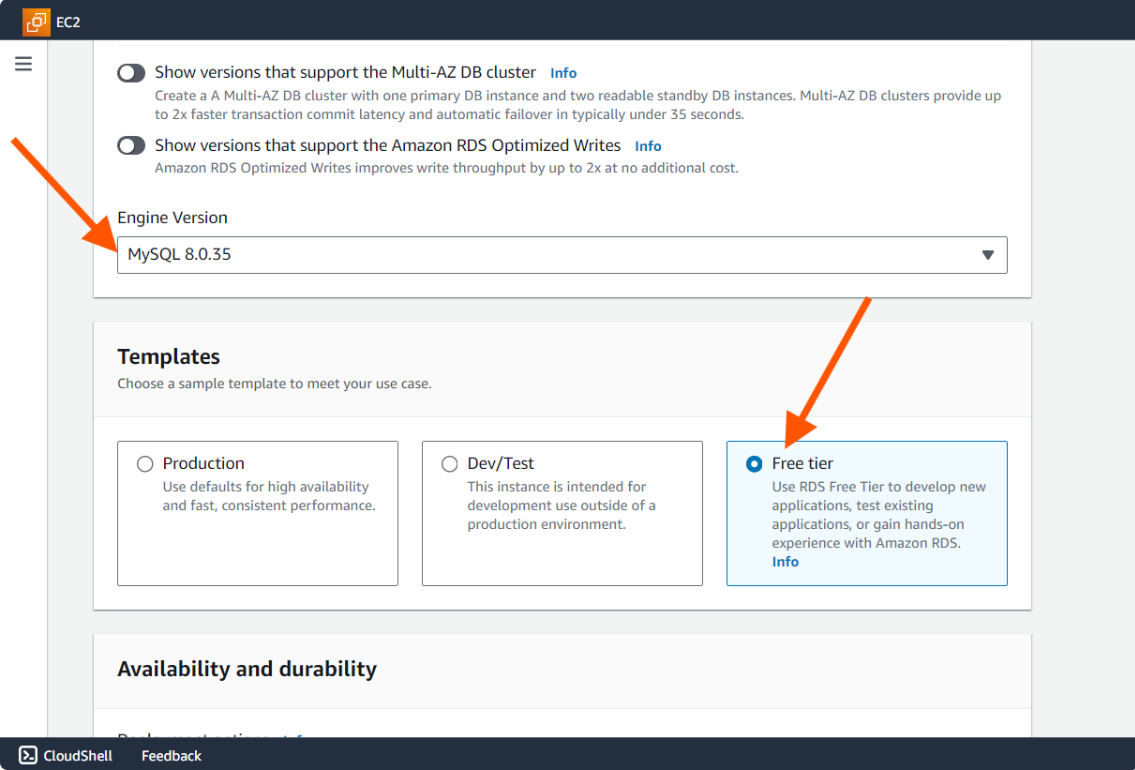 EC2
Show versions that support the Multi-AZ DB cluster Info
Create a A Multi-AZ DB cluster with one primary DB instance and two readable standby DB instances. Multi-AZ DB clusters provide up
to 2x faster transaction commit latency and automatic failover in typically under 35 seconds.
Show versions that support the Amazon RDS Optimized Writes Info
Amazon RDS Optimized Writes improves write throughput by up to 2x at no additional cost.
Engine Version
MySQL 8.0.35
Templates
Choose a sample template to meet your use case.
Production
Use defaults for high availability
and fast, consistent performance.
Dev/Test
This instance is intended for
development use outside of a
production environment.
Free tier
Use RDS Free Tier to develop new
applications, test existing
applications, or gain hands-on
experience with Amazon RDS.
Info
Availability and durability
CloudShell Feedback